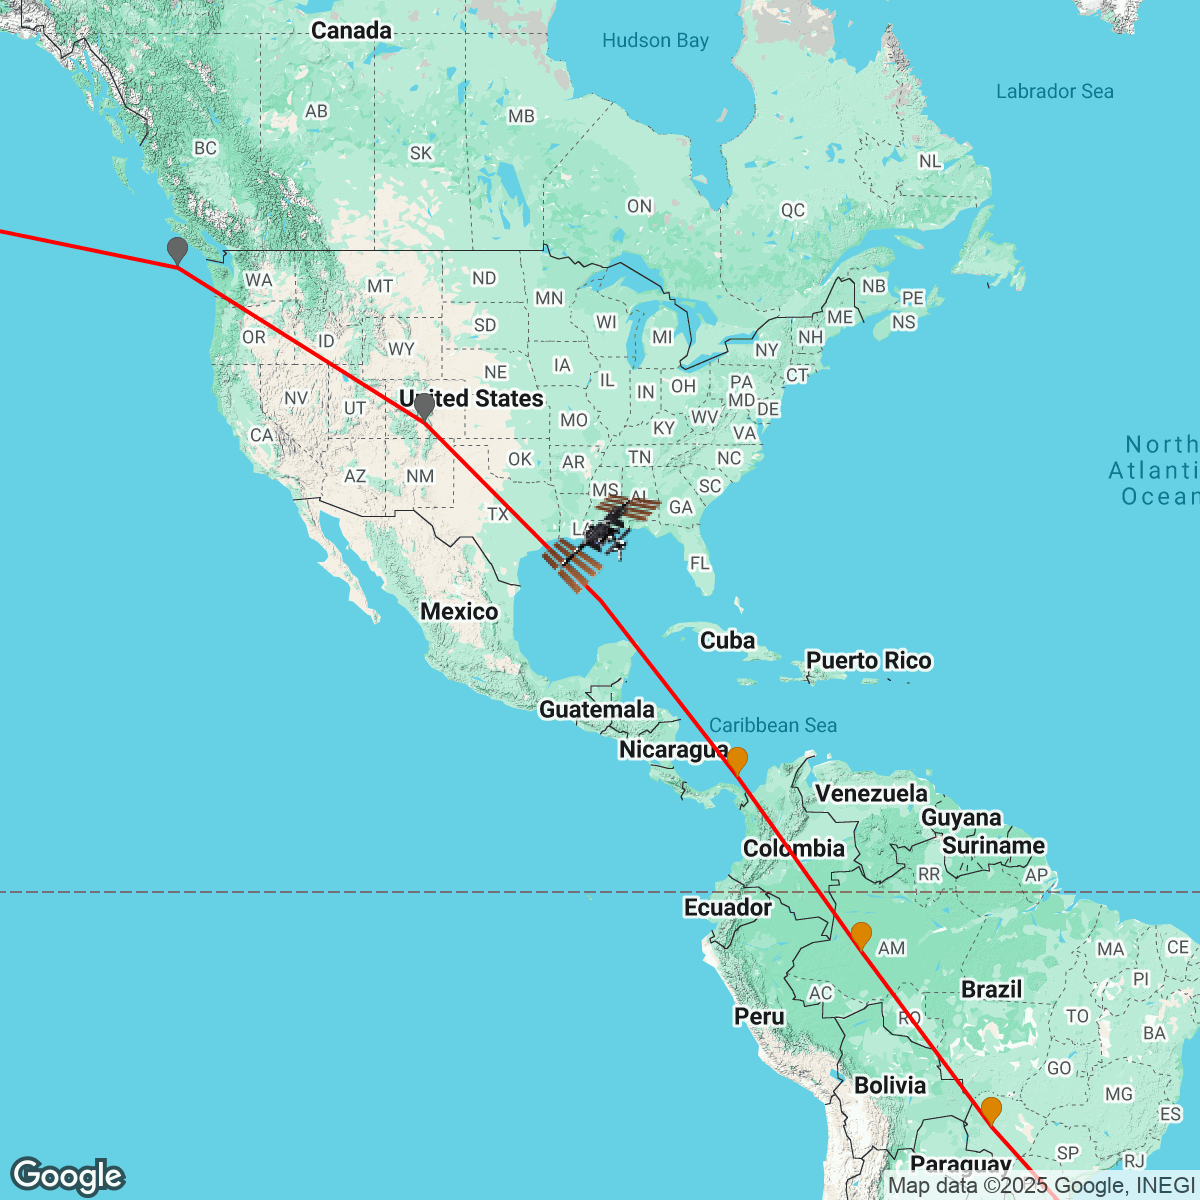 Canada
Hudson Bay
Labrador Sea
AB
MB
BC
SK
NL
ON
QC
WA
MT
ND
MN
NB
PE
NS
ME
OR
ID
WY
SD
WI
MI
NY
NH
NV
UT
NE
IA
IL
IN
OH
PA
CT
United States
MD
DE
CA
MO
KY
WV
VA
North
Atlanti
Ocean
AZ
NM
OK
AR
TN
NC
TX
MS
AL
GA
SC
LA
FL
Mexico
Cuba
Puerto Rico
Guatemala
Caribbean Sea
Nicaragua
Venezuela
Guyana
Colombia
Suriname
RR
AP
Ecuador
AM
MA
CE
AC
Brazil
PI
Peru
RO
TO
BA
Bolivia
GO
MG
ES
SP
RJ
Paraguay
Google
Map data ©2025 Google, INEGI